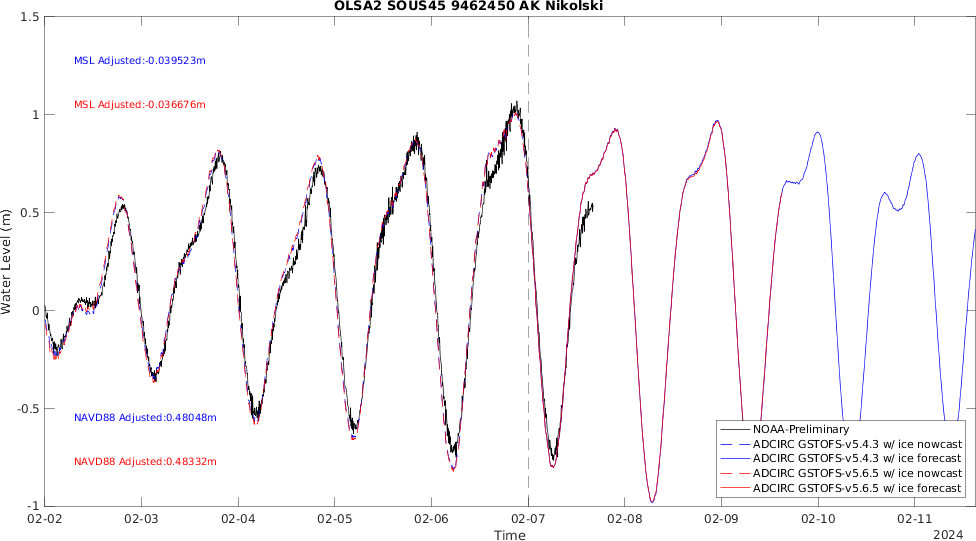 OLSA2 SOUS45 9462450 AK Nikolski
1.5
1
0.5
0
-0.5
-1
Water Level (m)
MSL Adjusted:-0.039523m
MSL Adjusted:-0.036676m
NAVD88 Adjusted:0.48048m
NAVD88 Adjusted:0.48332m
NOAA-Preliminary
ADCIRC GSTOFS-v5.4.3 w/ ice nowcast
ADCIRC GSTOFS-v5.4.3 w/ ice forecast
ADCIRC GSTOFS-v5.6.5 w/ ice nowcast
ADCIRC GSTOFS-v5.6.5 w/ ice forecast
02-02 02-03 02-04 02-05 02-06 02-07 02-08 02-09 02-10 02-11
Time
2024